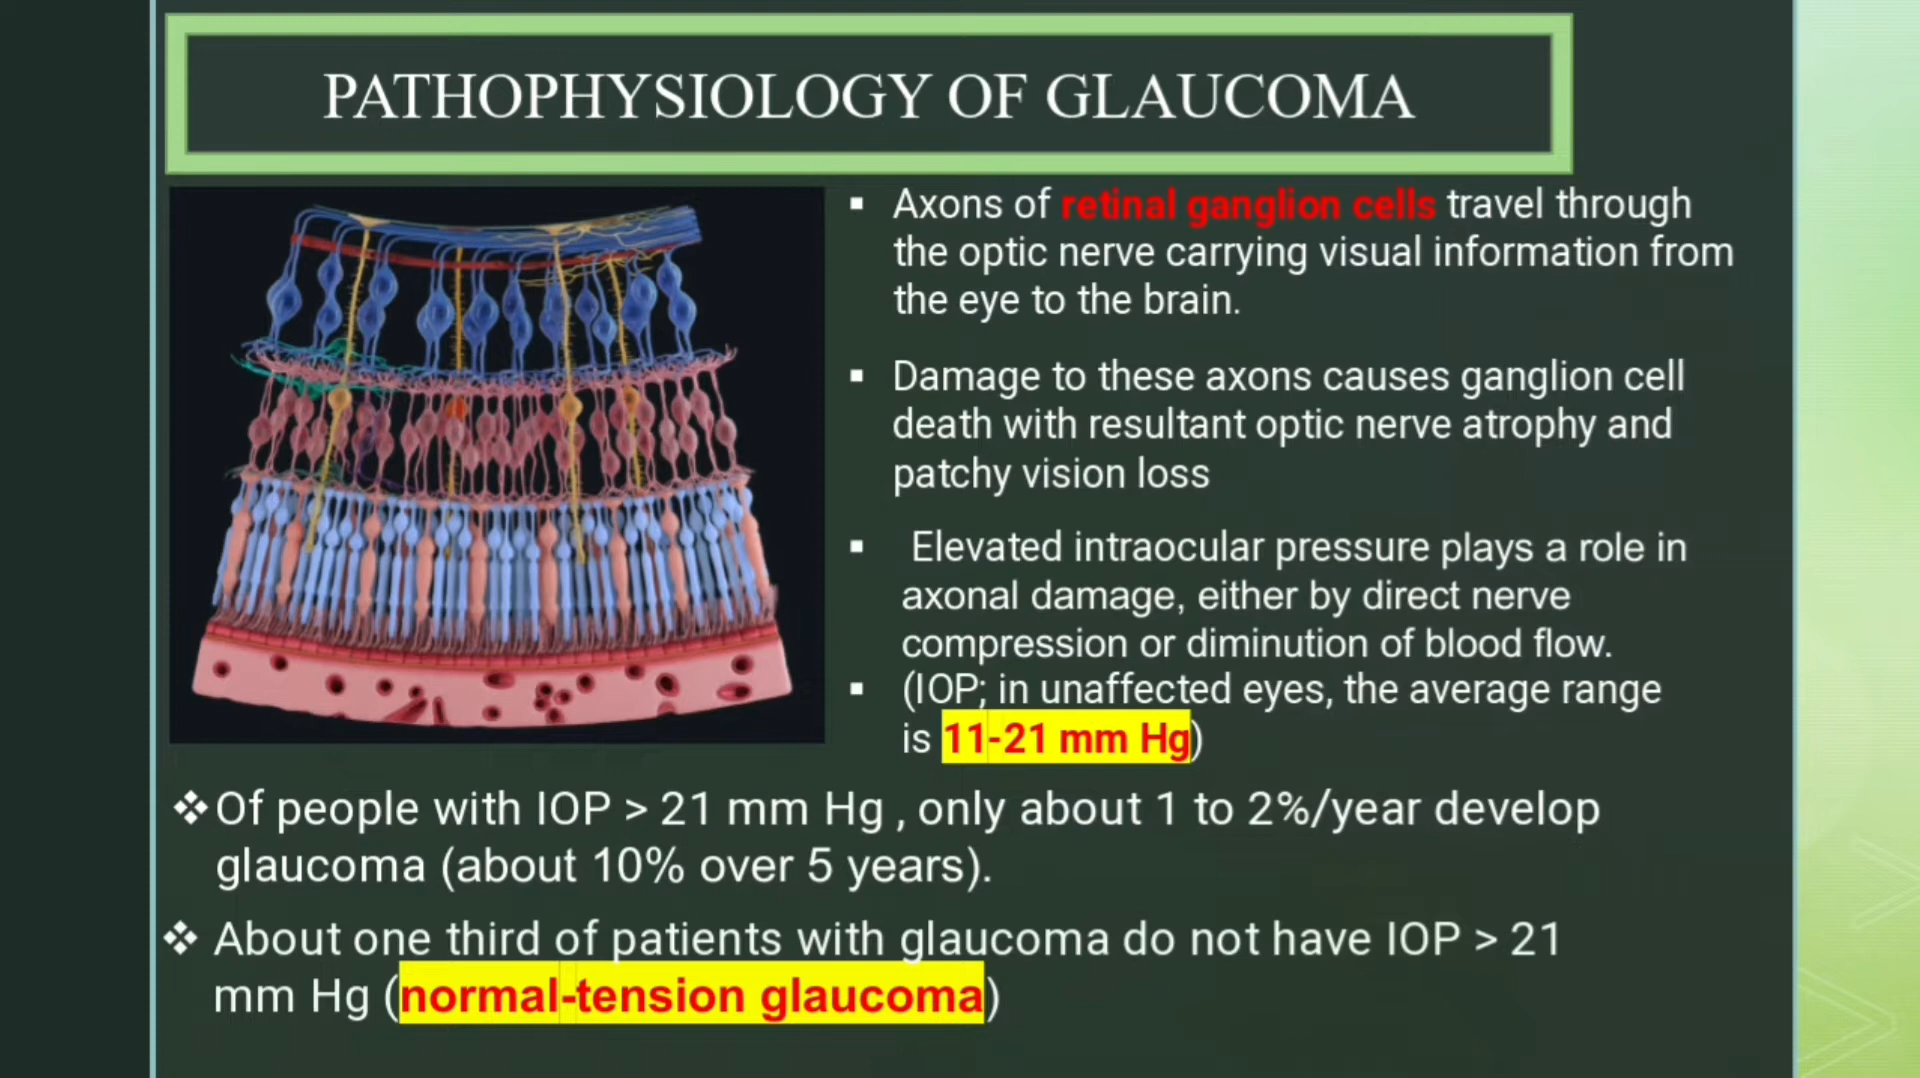 PATHOPHYSIOLOGY OF GLAUCOMA
▪ Axons of retinal ganglion cells travel through
the optic nerve carrying visual information from
the eye to the brain.
▪ Damage to these axons causes ganglion cell
death with resultant optic nerve atrophy and
patchy vision loss
▪ Elevated intraocular pressure plays a role in
axonal damage, either by direct nerve
compression or diminution of blood flow.
▪ (IOP; in unaffected eyes, the average range
is 11-21 mm Hg)
❖ Of people with IOP > 21 mm Hg , only about 1 to 2%/year develop
glaucoma (about 10% over 5 years).
❖ About one third of patients with glaucoma do not have IOP > 21
mm Hg (normal-tension glaucoma)